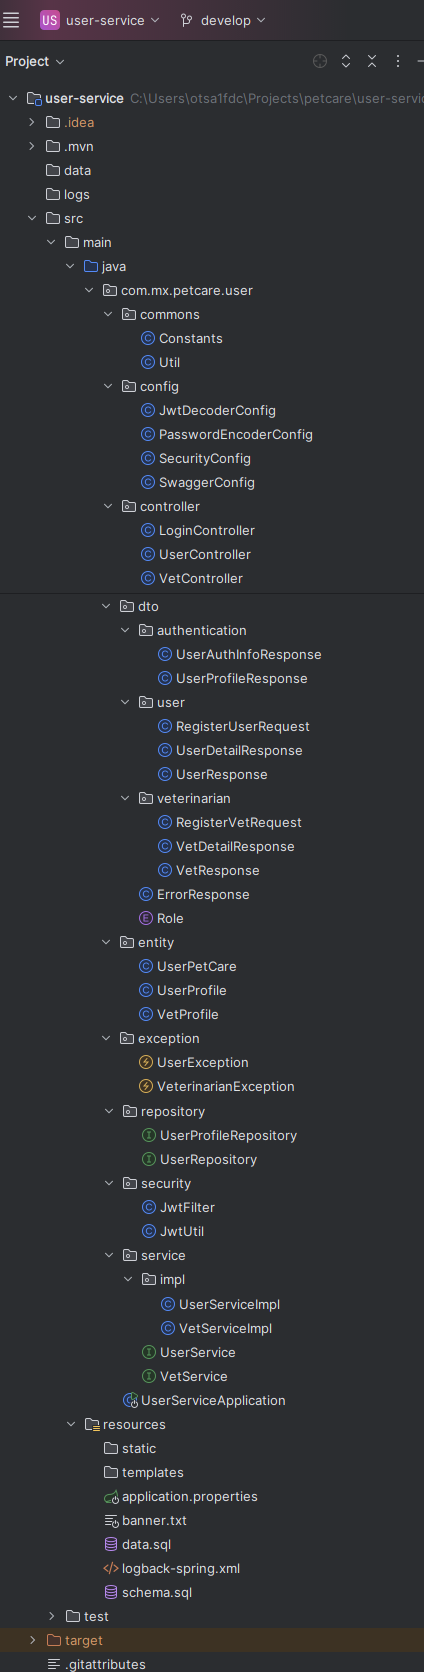 US user-service develop
Project
user-service C:\Users\otsa1fdc\Projects\petcare\user-servic
.idea
.mvn
data
logs
src
main
java
com.mx.petcare.user
commons
C Constants
C Util
config
C JwtDecoderConfig
C PasswordEncoderConfig
C SecurityConfig
C SwaggerConfig
controller
C LoginController
C UserController
C VetController
dto
authentication
C UserAuthInfoResponse
C UserProfileResponse
user
C RegisterUserRequest
C UserDetailResponse
C UserResponse
veterinarian
C RegisterVetRequest
C VetDetailResponse
C VetResponse
C ErrorResponse
E Role
entity
C UserPetCare
C UserProfile
C VetProfile
exception
UserException
VeterinarianException
repository
I UserProfileRepository
I UserRepository
security
C JwtFilter
C JwtUtil
service
impl
C UserServiceImpl
C VetServiceImpl
I UserService
I VetService
UserServiceApplication
resources
static
templates
application.properties
banner.txt
data.sql
</> logback-spring.xml
schema.sql
test
target
.gitattributes